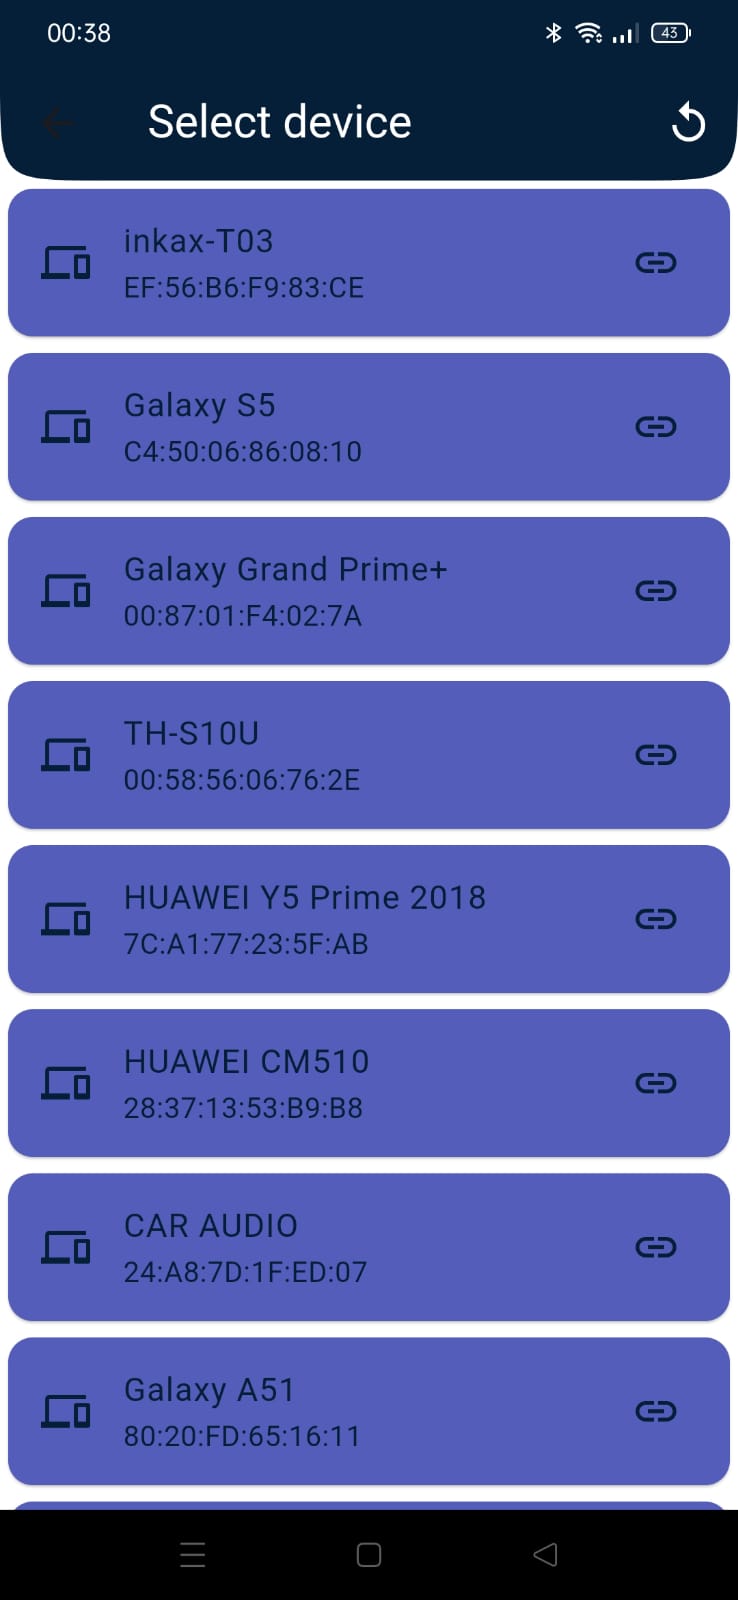 00:38
43
Select device
inkax-T03
EF:56:B6:F9:83:CE
Galaxy S5
C4:50:06:86:08:10
Galaxy Grand Prime+
00:87:01:F4:02:7A
TH-S10U
00:58:56:06:76:2E
HUAWEI Y5 Prime 2018
7C:A1:77:23:5F:AB
HUAWEI CM510
28:37:13:53:B9:B8
CAR AUDIO
24:A8:7D:1F:ED:07
Galaxy A51
80:20:FD:65:16:11